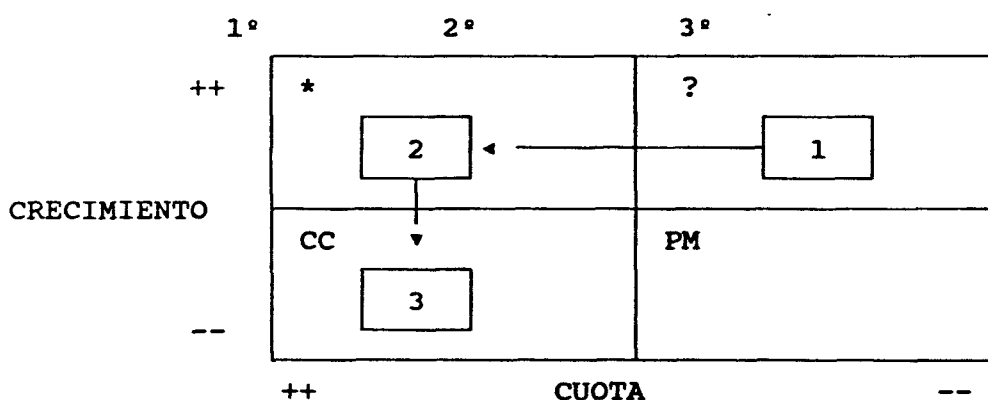 1º 2º 3º
++ * ?
2 1
CRECIMIENTO
CC PM
3
--
++ CUOTA --